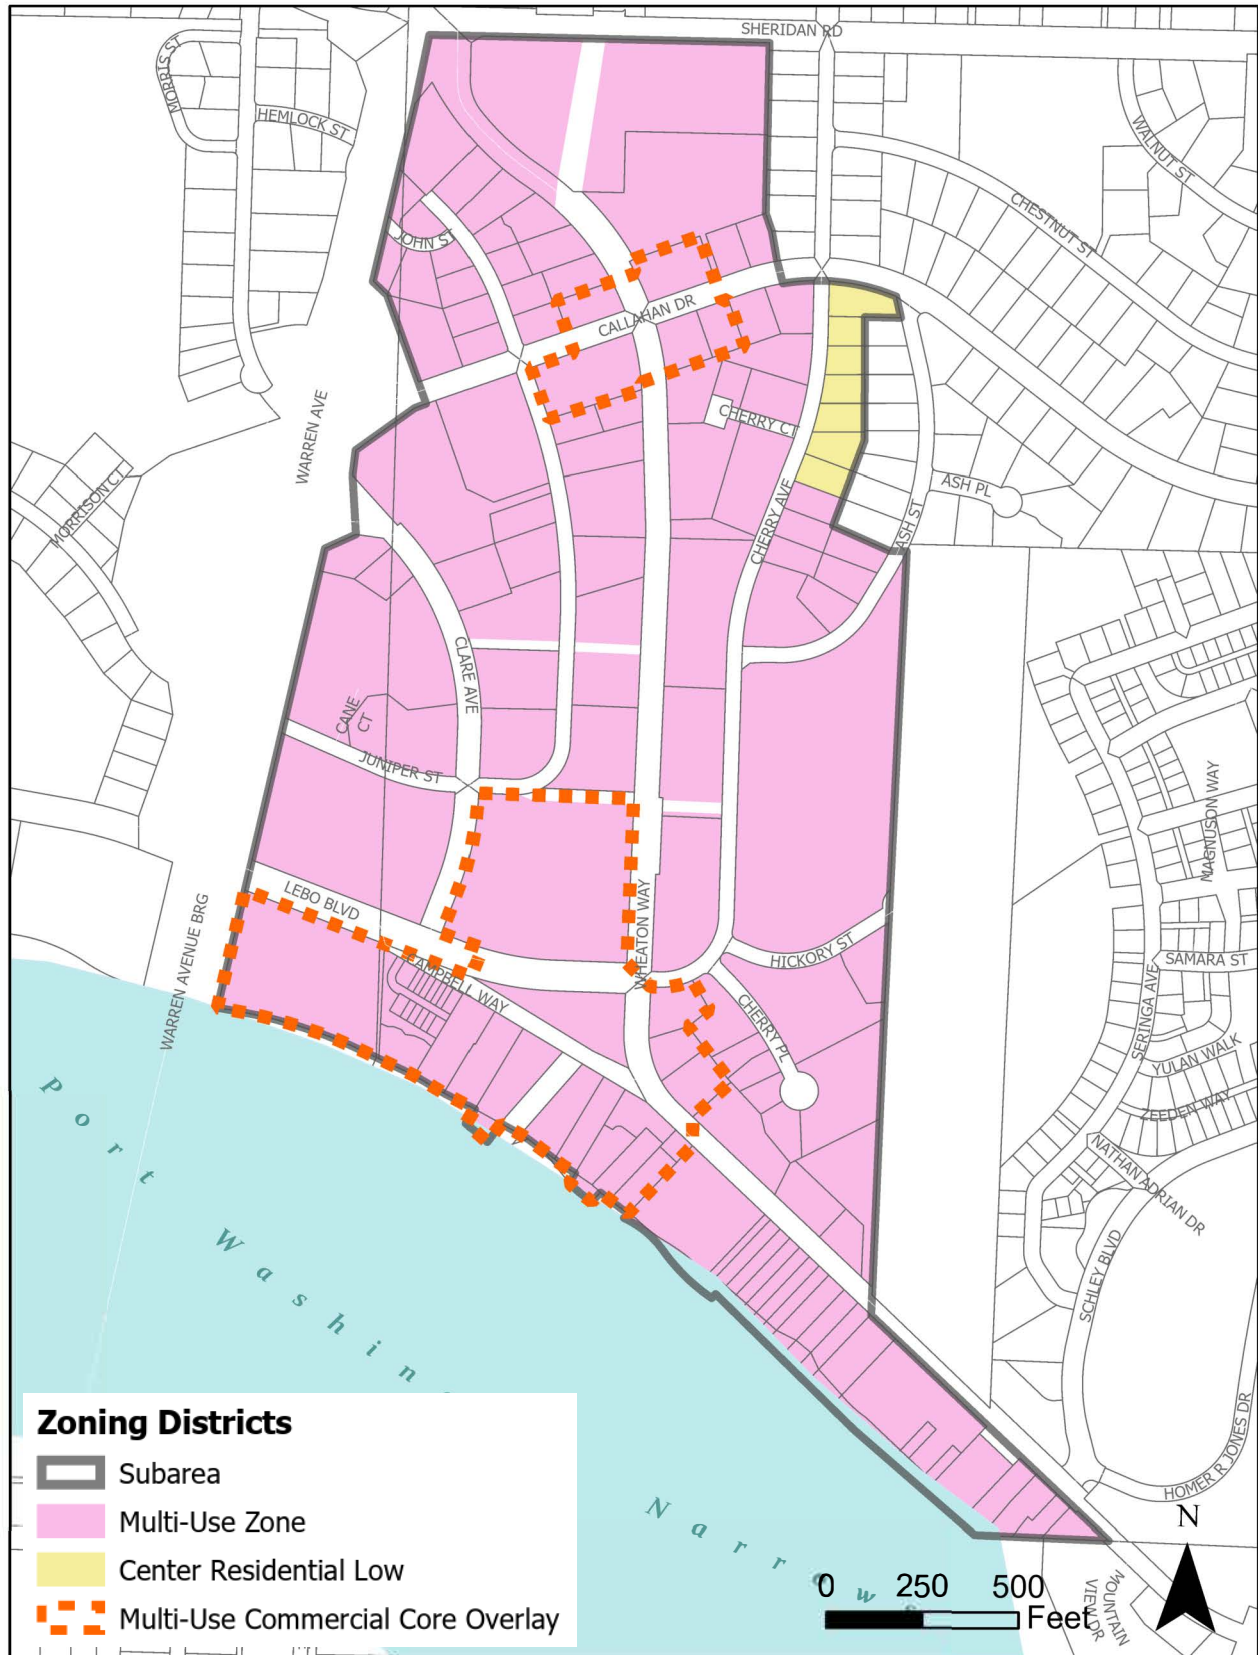 SHERIDAN RD
MORRIS ST
HEMLOCK ST
WALNUT ST
CHESTNUT ST
JOHN ST
CALLAHAN DR
WARREN AVE
CHERRY CT
MORRISON CT
CHERRY AVE
ASH PL
ASH ST
CLARE AVE
CANE
CT
JUNIPER ST
MAGNUSON WAY
LEBO BLVD
WHEATON WAY
WARREN AVENUE BRG
CAMPBELL WAY
HICKORY ST
SAMARA ST
CHERRY PL
SERINGA AVE
YULAN WALK
ZEEDEN WAY
NATHAN ADRIAN DR
SCHLEY BLVD
HOMER R JONES DR
MOUNTAIN
VIEW DR
Port
Washin
Narrows
Zoning Districts
Subarea
Multi-Use Zone
Center Residential Low
Multi-Use Commercial Core Overlay
N
0 250 500
Feet